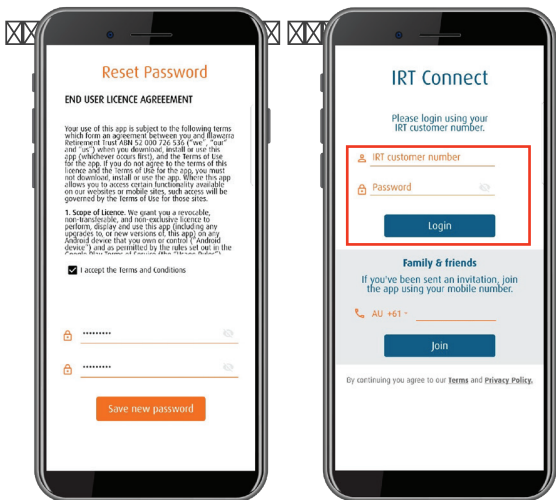 Reset Password
END USER LICENCE AGREEEMENT
Your use of this app is subject to the following terms
which form an agreement between you and Illawarra
Retirement Trust ABN 52 000 726 536 ("we", "our"
and "us") when you download, install or use this
app (whichever occurs first), and the Terms of Use
for the app. If you do not agree to the terms of this
licence and the Terms of Use for the app, you must
not download, install or use the app. Where this app
allows you to access certain functionality available
on our websites or mobile sites, such access will be
governed by the Terms of Use for those sites.
1. Scope of Licence. We grant you a revocable,
non-transferable, and non-exclusive licence to
perform, display and use this app (including any
upgrades to, or new versions of, this app) on any
Android device that you own or control ("Android
device") and as permitted by the rules set out in the
Google Play Terms of Service (the "Usage Rules").
I accept the Terms and Conditions
•••••••••
•••••••••
Save new password
IRT Connect
Please login using your
IRT customer number.
IRT customer number
Password
Login
Family & friends
If you've been sent an invitation, join
the app using your mobile number.
AU +61
Join
By continuing you agree to our Terms and Privacy Policy.